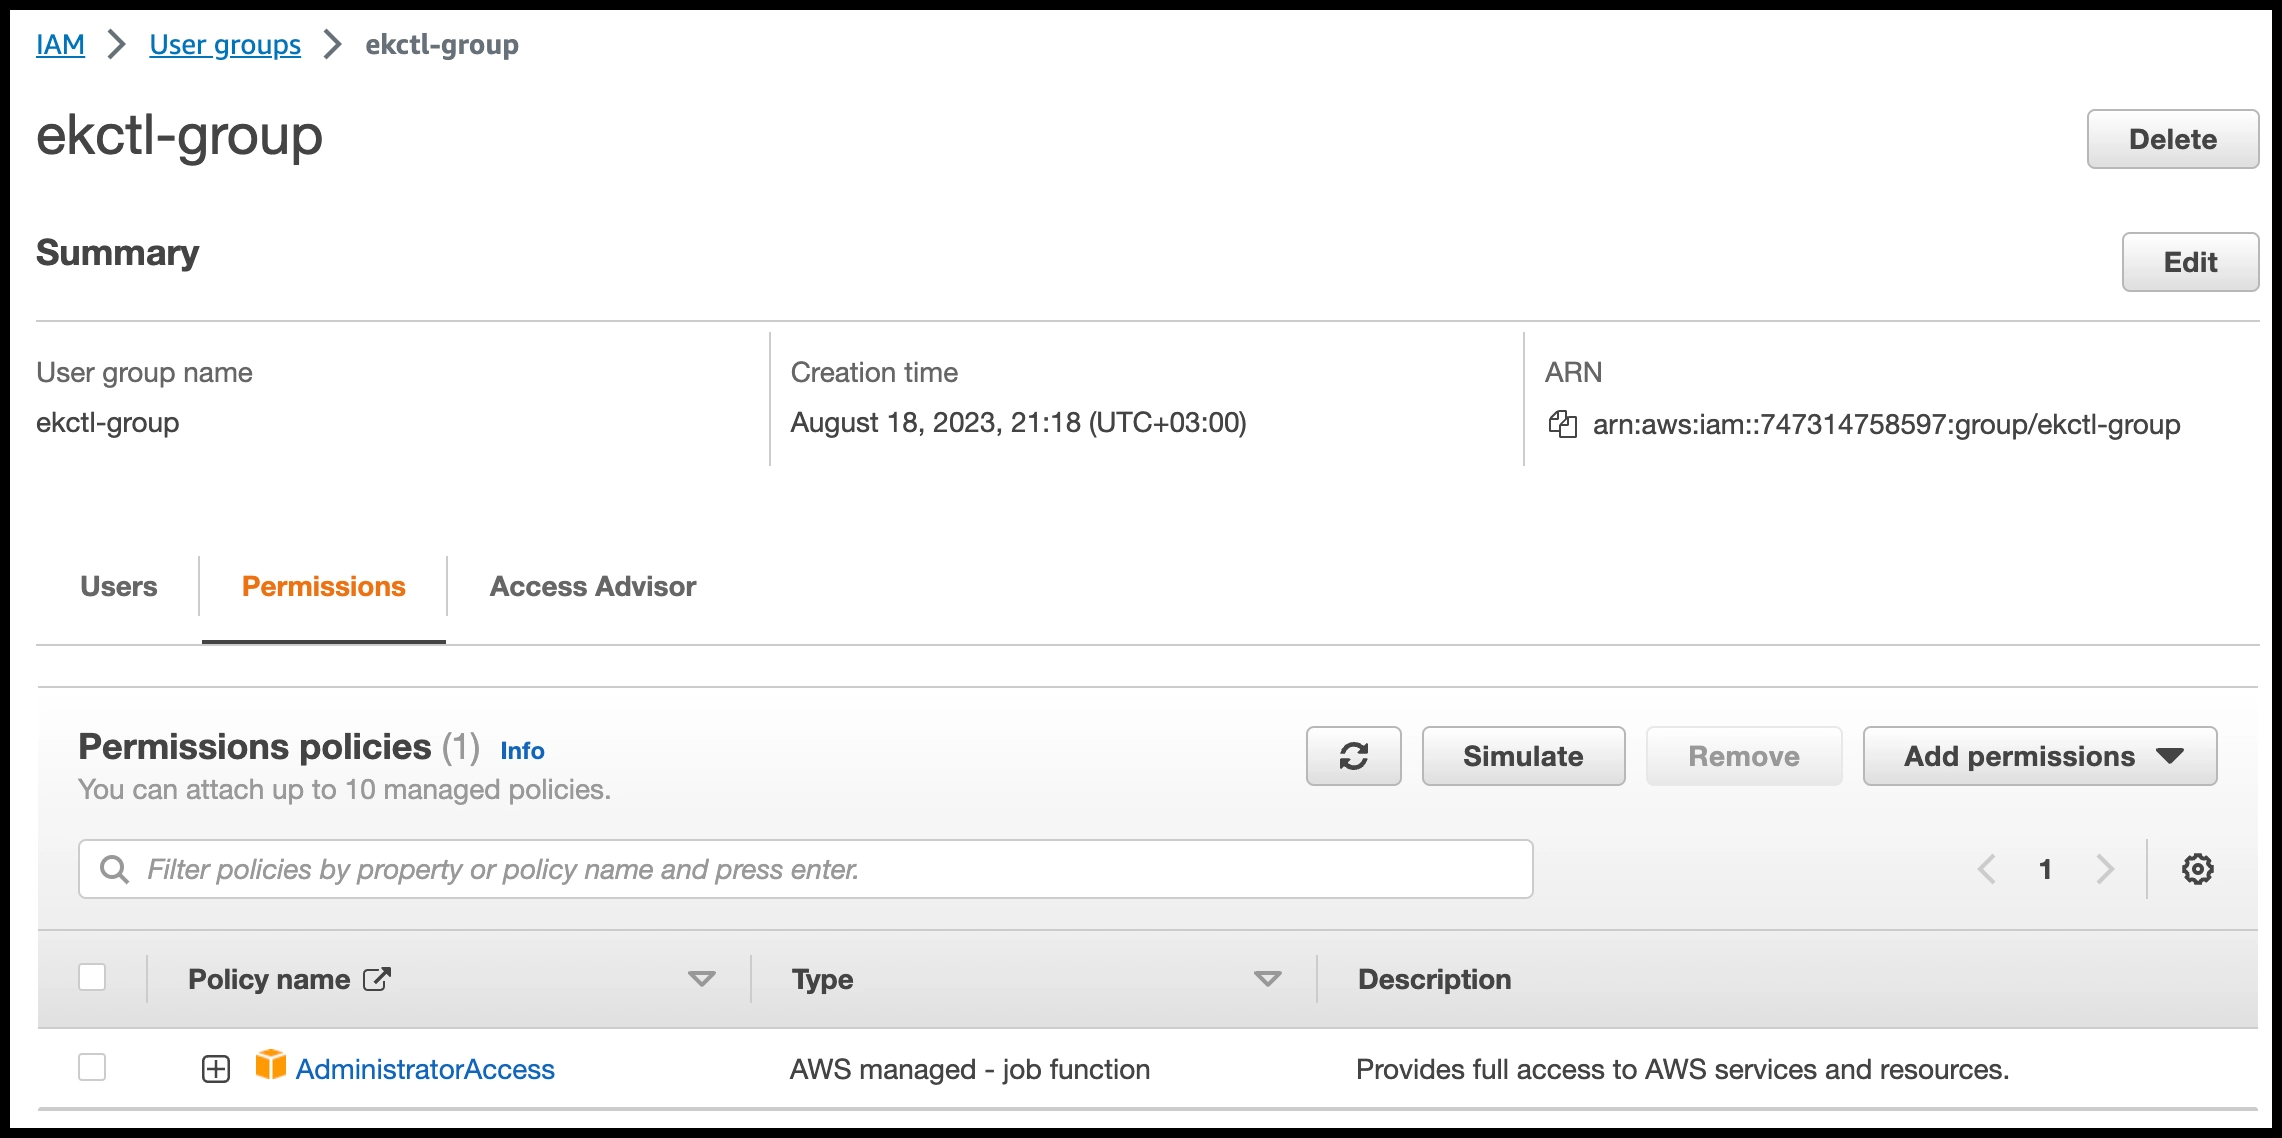 IAM > User groups > ekctl-group
ekctl-group
Delete
Summary
Edit
User group name
Creation time
ARN
ekctl-group
August 18, 2023, 21:18 (UTC+03:00)
arn:aws:iam::747314758597:group/ekctl-group
Users
Permissions
Access Advisor
Permissions policies (1) Info
You can attach up to 10 managed policies.
Simulate
Remove
Add permissions
Filter policies by property or policy name and press enter.
1
Policy name
Type
Description
AdministratorAccess
AWS managed - job function
Provides full access to AWS services and resources.